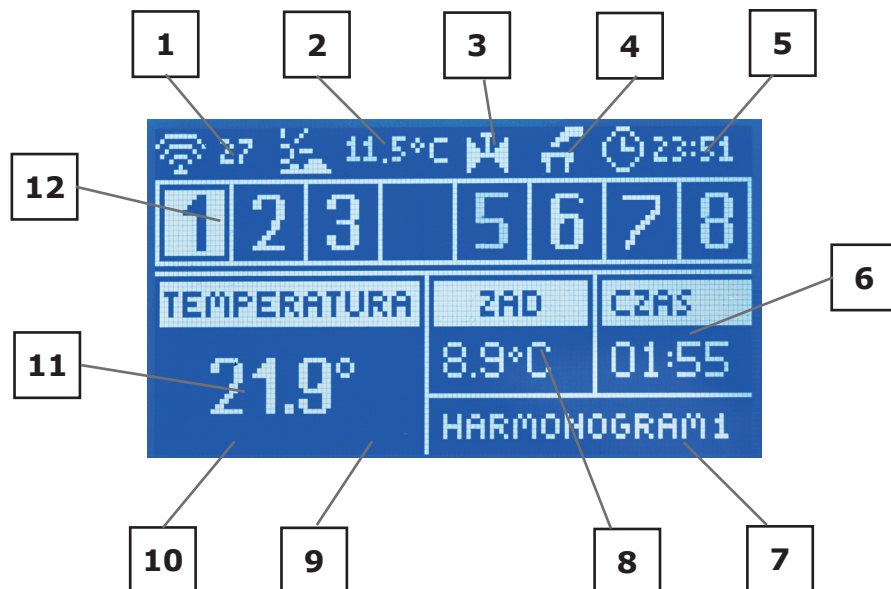 1 2 3 4 5
27 11.5°C 23:51
12
1 2 3 5 6 7 8
6
TEMPERATURA ZAD CZAS
11
21.9° 8.9°C 01:55
HARMONOGRAM1
10 9 8 7